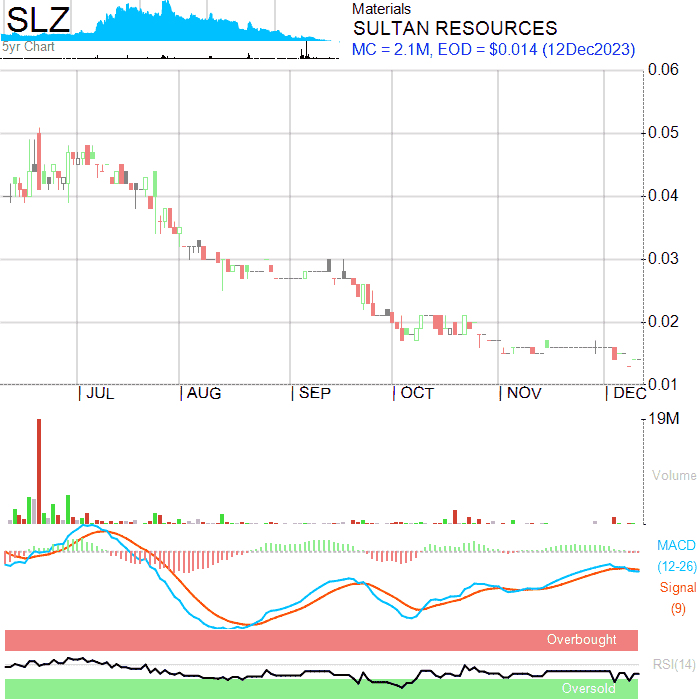 SLZ
5yr Chart
Materials
SULTAN RESOURCES
MC = 2.1M, EOD = $0.014 (12Dec2023)
0.06
0.05
0.04
0.03
0.02
0.01
JUL AUG SEP OCT NOV DEC
19M
Volume
MACD
(12-26)
Signal
(9)
Overbought
RSI(14)
Oversold